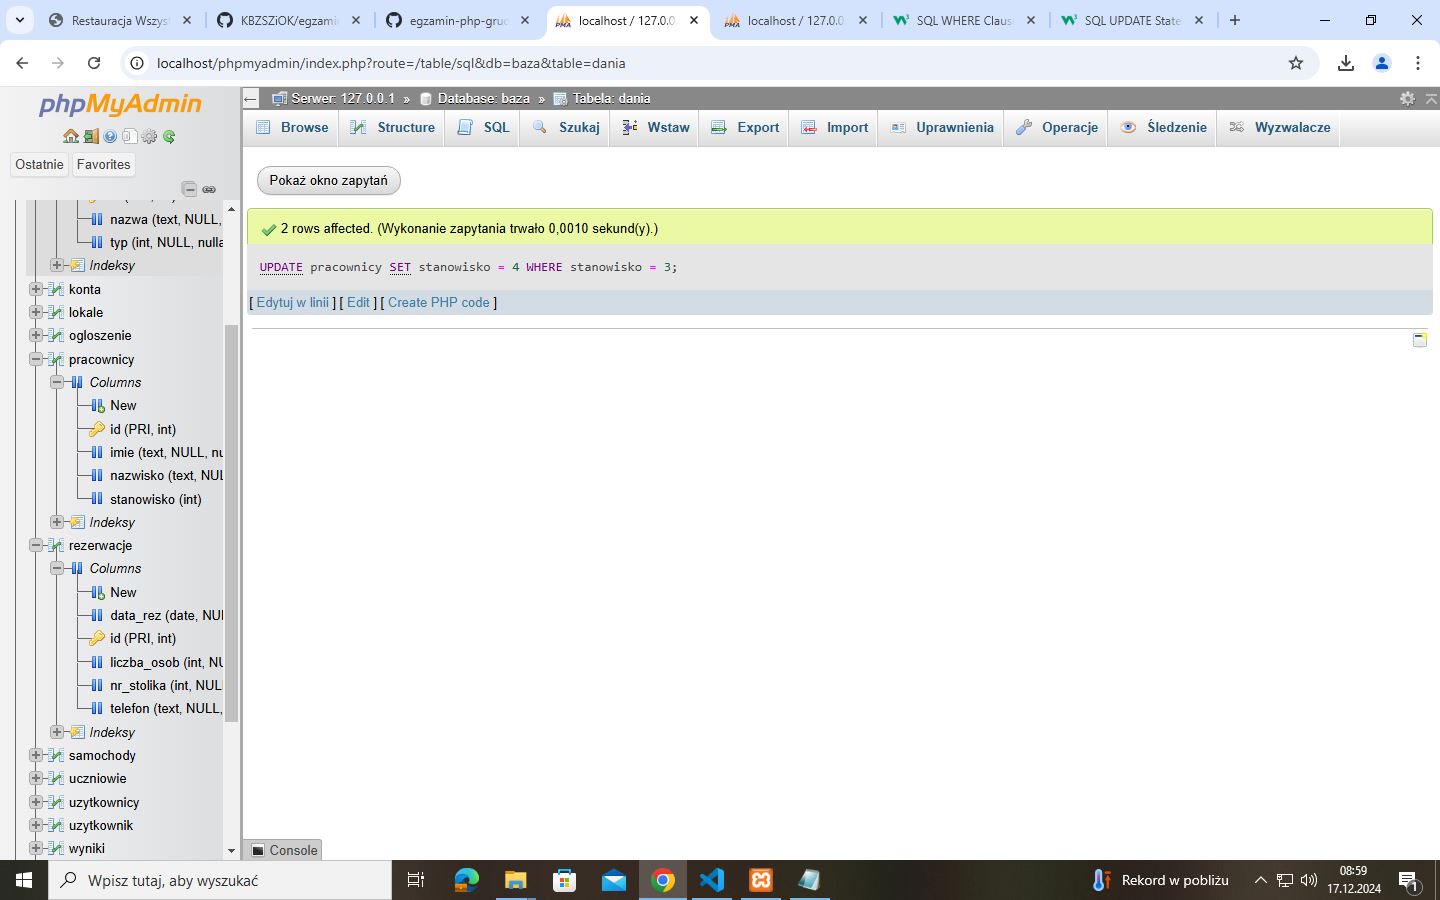 Restauracja Wszyst
KBZSZiOK/egzamin
egzamin-php-grud
localhost / 127.0.0
localhost / 127.0.0.
SQL WHERE Claus
SQL UPDATE State
localhost/phpmyadmin/index.php?route=/table/sql&db=baza&table=dania
phpMyAdmin
Ostatnie
Favorites
nazwa (text, NULL,
typ (int, NULL, nulla
Indeksy
konta
lokale
ogloszenie
pracownicy
Columns
New
id (PRI, int)
imie (text, NULL, nu
nazwisko (text, NUL
stanowisko (int)
Indeksy
rezerwacje
Columns
New
data_rez (date, NUL
id (PRI, int)
liczba_osob (int, NU
nr_stolika (int, NUL
telefon (text, NULL,
Indeksy
samochody
uczniowie
uzytkownicy
uzytkownik
wyniki
Serwer: 127.0.0.1 » Database: baza » Tabela: dania
Browse Structure SQL Szukaj Wstaw Export Import Uprawnienia Operacje Śledzenie Wyzwalacze
Pokaż okno zapytań
2 rows affected. (Wykonanie zapytania trwało 0,0010 sekund(y).)
UPDATE pracownicy SET stanowisko = 4 WHERE stanowisko = 3;
[ Edytuj w linii ] [ Edit ] [ Create PHP code ]
Console
Wpisz tutaj, aby wyszukać
Rekord w pobliżu
08:59
17.12.2024
1